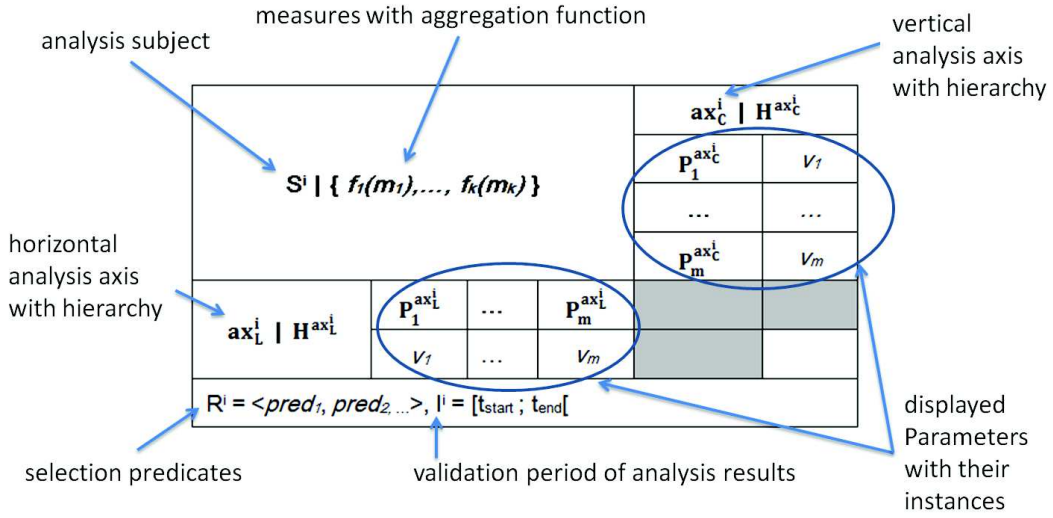 measures with aggregation function
analysis subject
vertical
analysis axis
with hierarchy
ax_C^i | H^{ax_C^i}
P_1^{ax_C^i} v_1
S^i | { f_1(m_1),..., f_k(m_k) }
... ...
P_m^{ax_C^i} v_m
horizontal
analysis axis
with hierarchy
ax_L^i | H^{ax_L^i}
P_1^{ax_L^i} ... P_m^{ax_L^i}
v_1 ... v_m
R^i = <pred_1, pred_2, ...>, I^i = [t_start ; t_end[
selection predicates
validation period of analysis results
displayed
Parameters
with their
instances